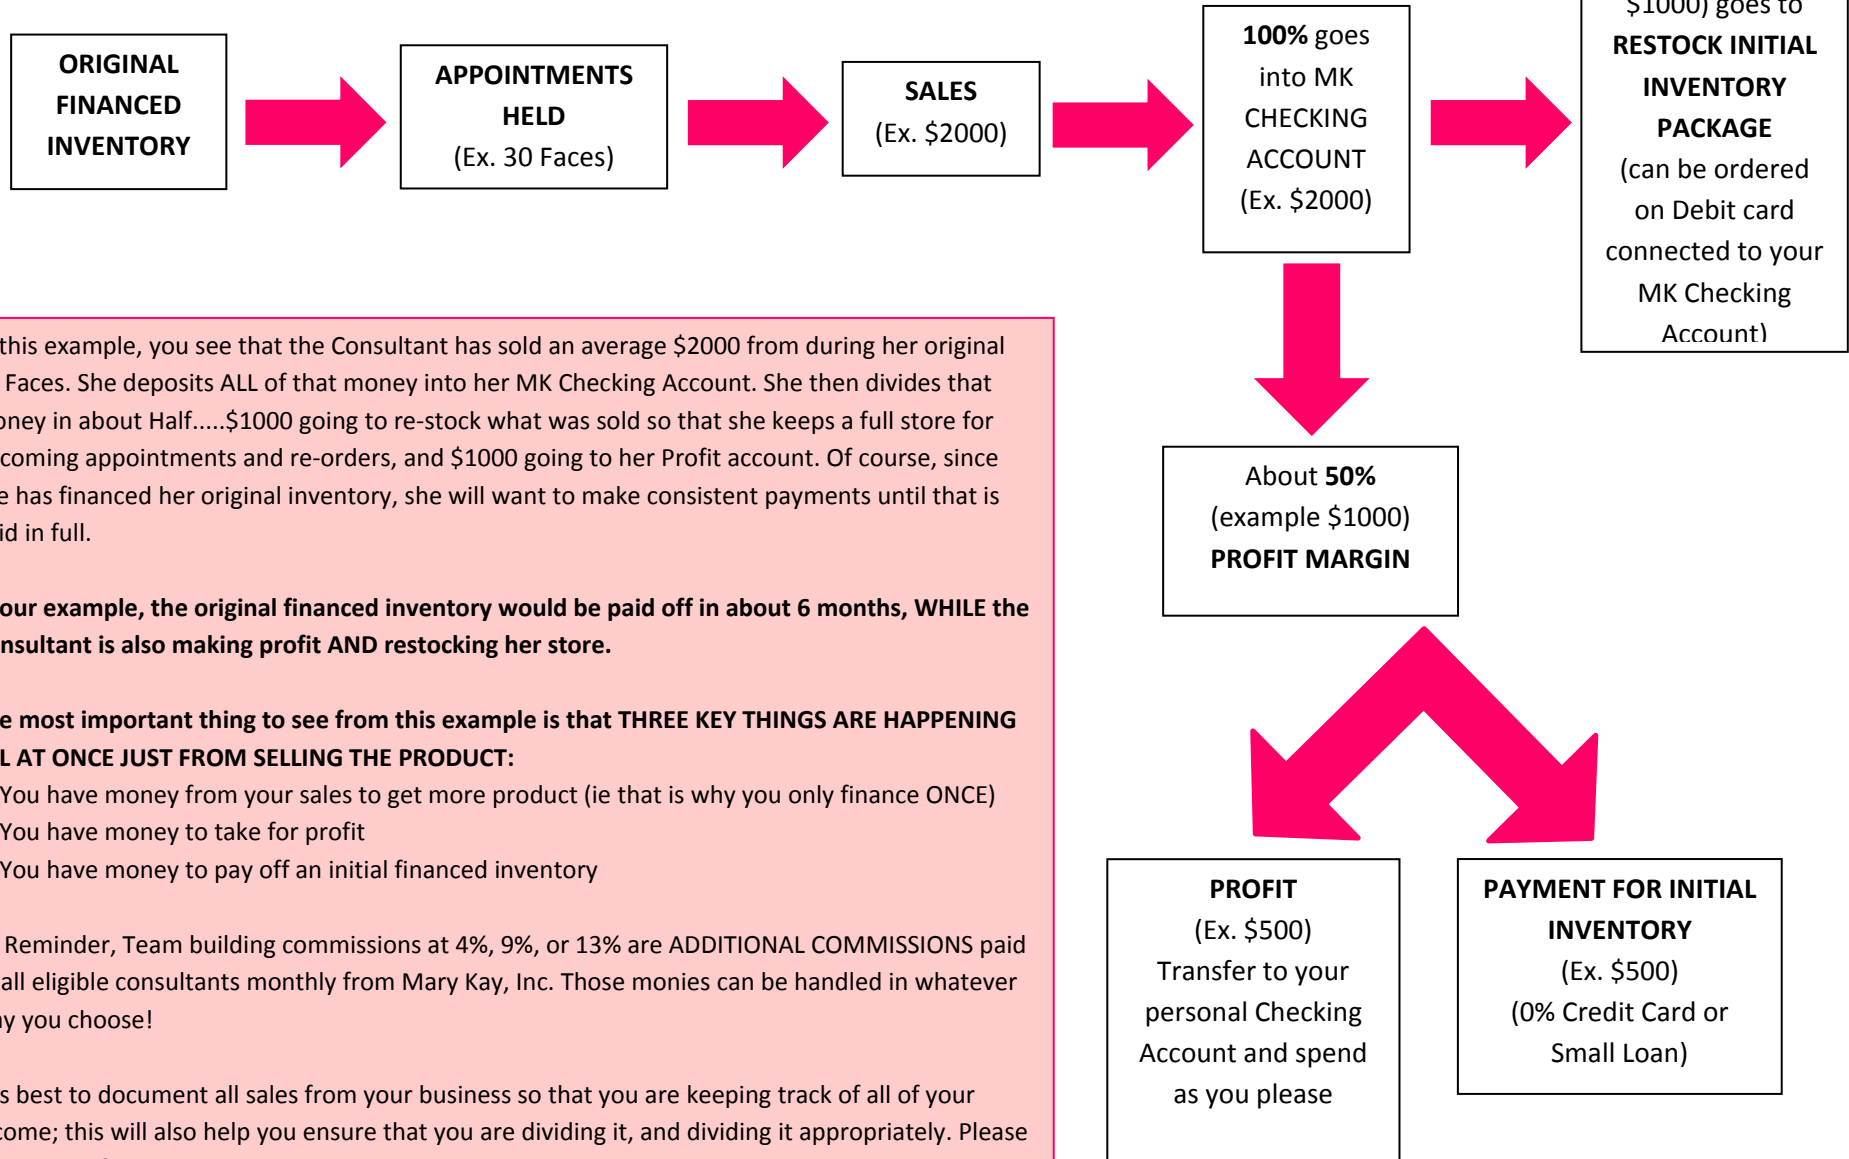 ORIGINAL
FINANCED
INVENTORY
APPOINTMENTS
HELD
(Ex. 30 Faces)
SALES
(Ex. $2000)
100% goes
into MK
CHECKING
ACCOUNT
(Ex. $2000)
$1000) goes to
RESTOCK INITIAL
INVENTORY
PACKAGE
(can be ordered
on Debit card
connected to your
MK Checking
Account)
this example, you see that the Consultant has sold an average $2000 from during her original
Faces. She deposits ALL of that money into her MK Checking Account. She then divides that
oney in about Half.....$1000 going to re-stock what was sold so that she keeps a full store for
coming appointments and re-orders, and $1000 going to her Profit account. Of course, since
e has financed her original inventory, she will want to make consistent payments until that is
id in full.
our example, the original financed inventory would be paid off in about 6 months, WHILE the
nsultant is also making profit AND restocking her store.
e most important thing to see from this example is that THREE KEY THINGS ARE HAPPENING
L AT ONCE JUST FROM SELLING THE PRODUCT:
You have money from your sales to get more product (ie that is why you only finance ONCE)
You have money to take for profit
You have money to pay off an initial financed inventory
Reminder, Team building commissions at 4%, 9%, or 13% are ADDITIONAL COMMISSIONS paid
all eligible consultants monthly from Mary Kay, Inc. Those monies can be handled in whatever
ay you choose!
s best to document all sales from your business so that you are keeping track of all of your
come; this will also help you ensure that you are dividing it, and dividing it appropriately. Please
About 50%
(example $1000)
PROFIT MARGIN
PROFIT
(Ex. $500)
Transfer to your
personal Checking
Account and spend
as you please
PAYMENT FOR INITIAL
INVENTORY
(Ex. $500)
(0% Credit Card or
Small Loan)